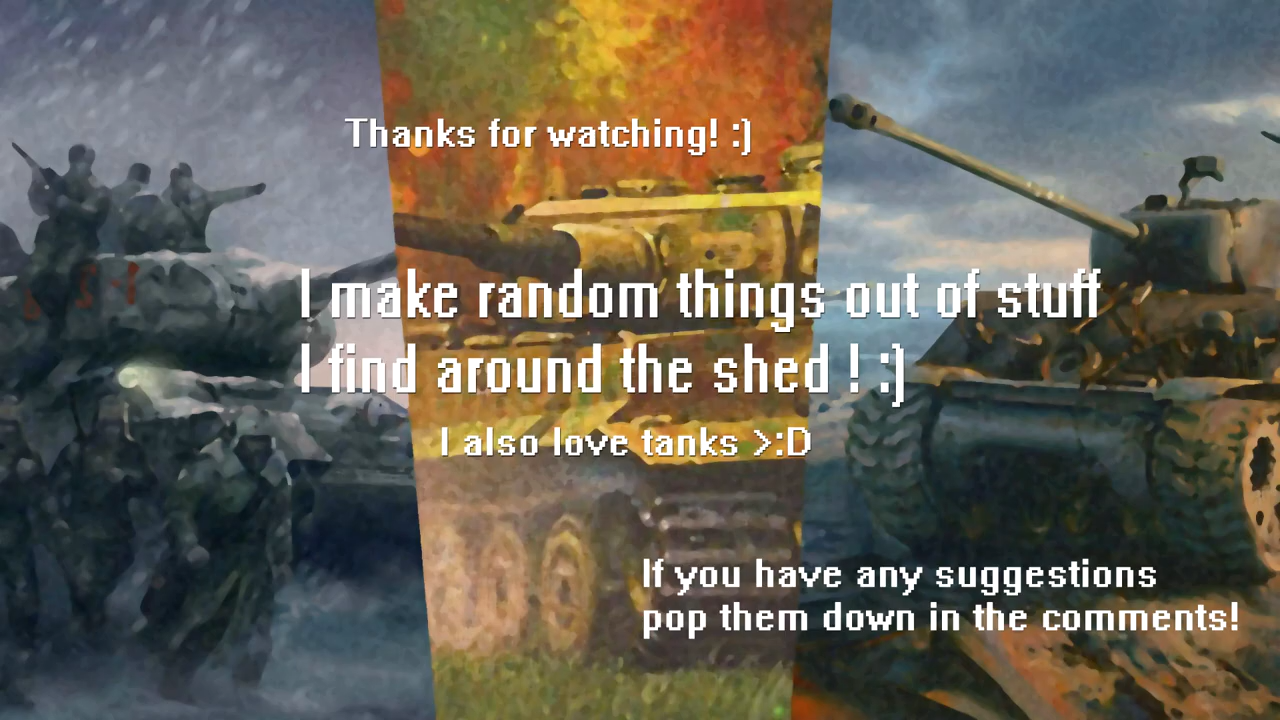 Thanks for watching! :)
I make random things out of stuff
I find around the shed ! :)
I also love tanks >:D
If you have any suggestions
pop them down in the comments!